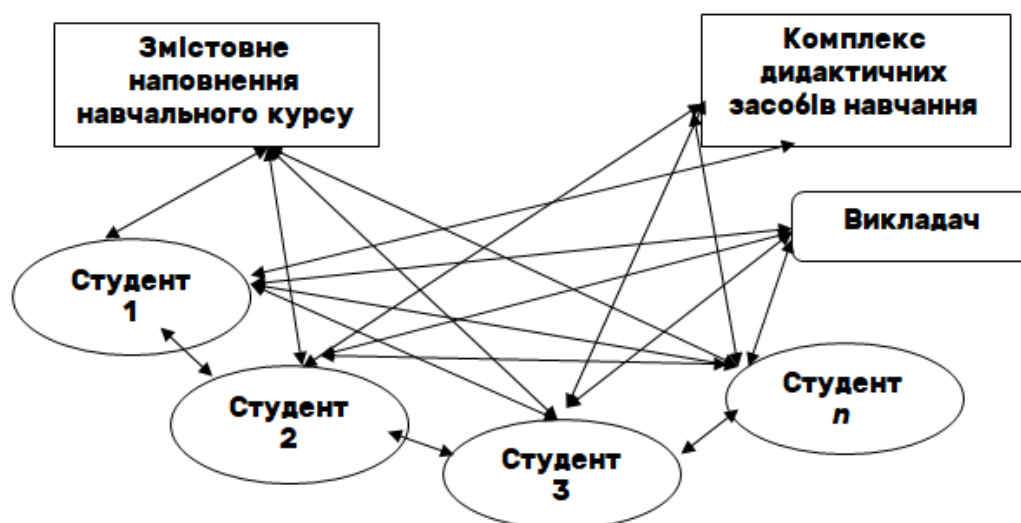 Змістовне
наповнення
навчального курсу
Комплекс
дидактичних
засобів навчання
Викладач
Студент
1
Студент
2
Студент
3
Студент
n